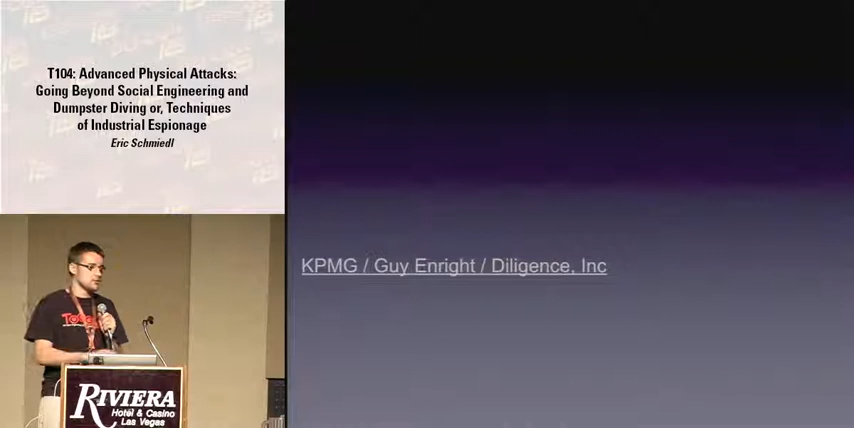 T104: Advanced Physical Attacks:
Going Beyond Social Engineering and
Dumpster Diving or, Techniques
of Industrial Espionage
Eric Schmiedl
KPMG / Guy Enright / Diligence, Inc
RIVIERA
Hotel & Casino
Las Vegas